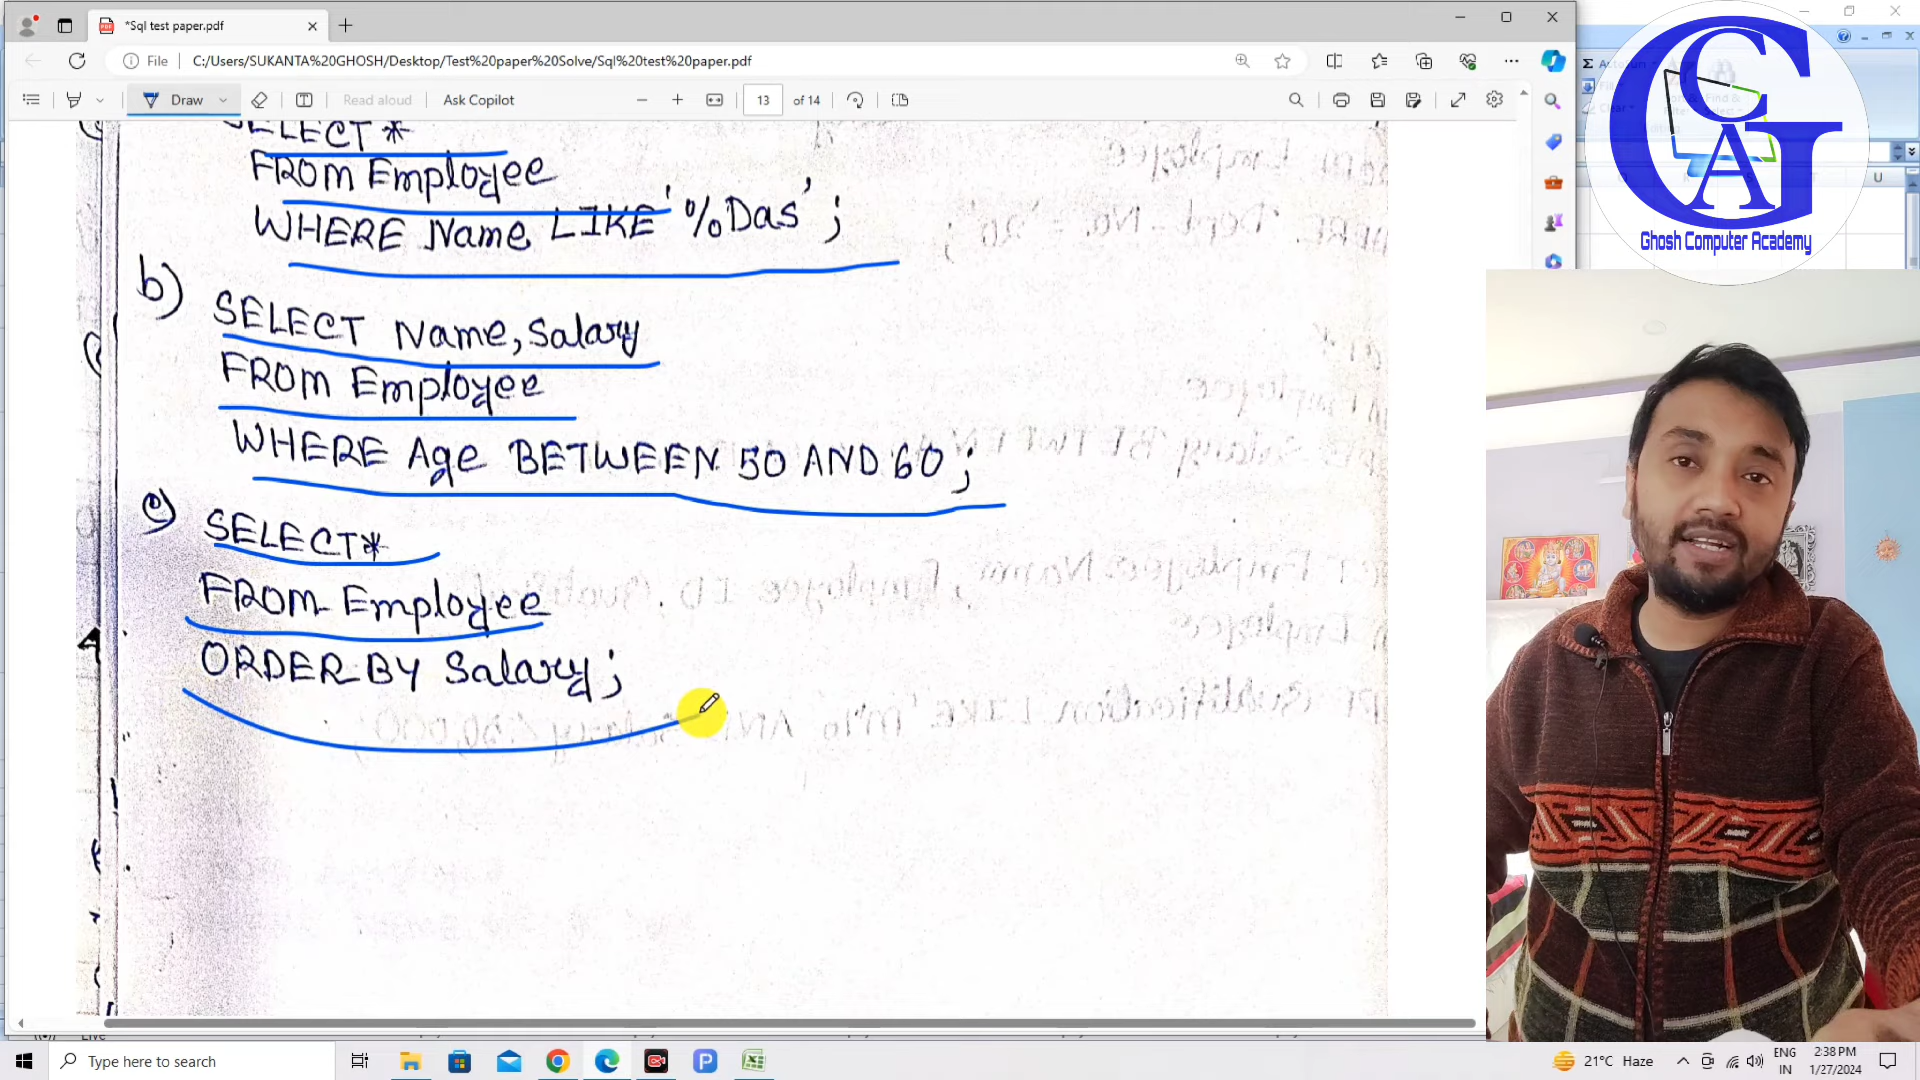 *Sql test paper.pdf
File C:/Users/SUKANTA%20GHOSH/Desktop/Test%20paper%20Solve/Sql%20test%20paper.pdf
Draw Read aloud Ask Copilot 13 of 14
SELECT *
FROM Employee
WHERE Name LIKE '%Das';
b)
SELECT Name, Salary
FROM Employee
WHERE Age BETWEEN 50 AND 60;
SELECT*
FROM Employee
ORDER BY Salary;
GCA
Ghosh Computer Academy
U
Type here to search
21°C Haze
ENG
IN
2:38 PM
1/27/2024